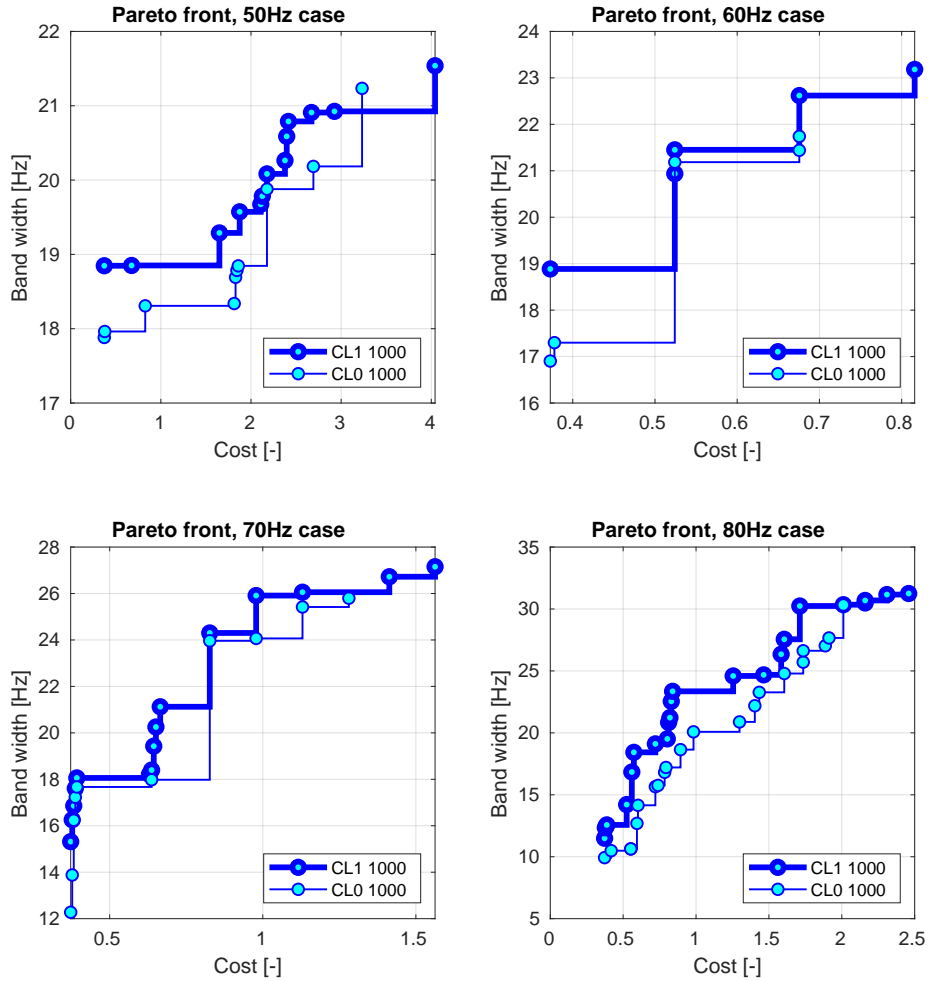 Pareto front, 50Hz case
22
21
20
19
18
17
Band width [Hz]
0 1 2 3 4
Cost [-]
CL1 1000
CL0 1000
Pareto front, 60Hz case
24
23
22
21
20
19
18
17
16
Band width [Hz]
0.4 0.5 0.6 0.7 0.8
Cost [-]
CL1 1000
CL0 1000
Pareto front, 70Hz case
28
26
24
22
20
18
16
14
12
Band width [Hz]
0.5 1 1.5
Cost [-]
CL1 1000
CL0 1000
Pareto front, 80Hz case
35
30
25
20
15
10
5
Band width [Hz]
0 0.5 1 1.5 2 2.5
Cost [-]
CL1 1000
CL0 1000